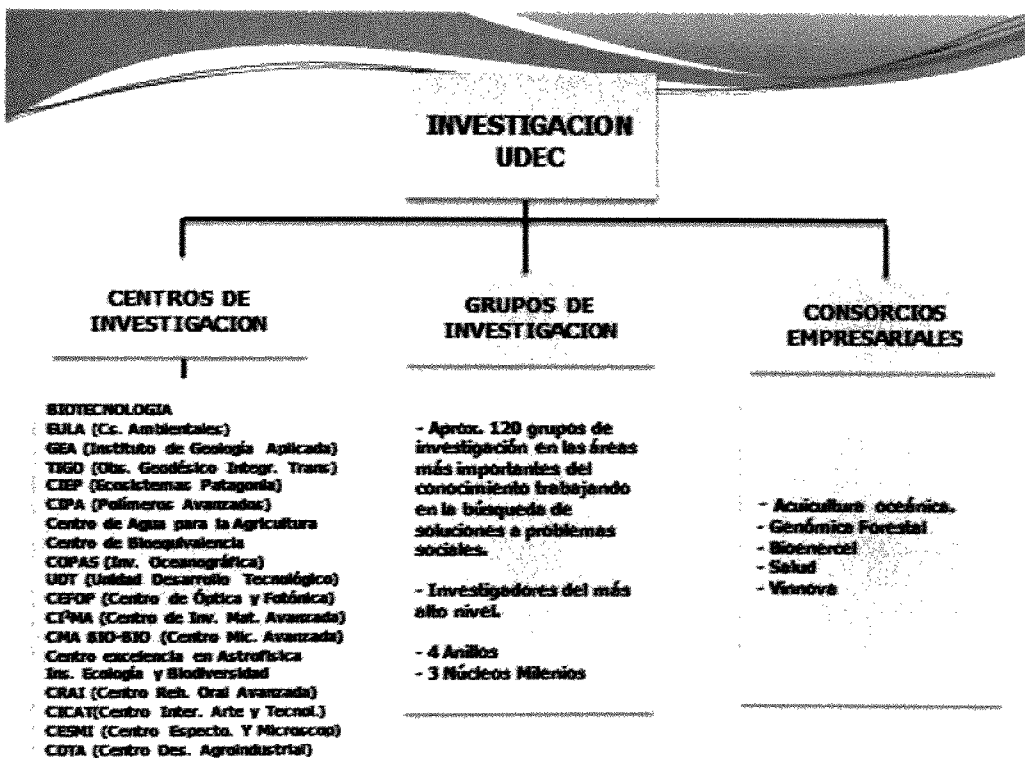 INVESTIGACION
UDEC
CENTROS DE
INVESTIGACION
BIOTECNOLOGIA
EULA (Cs. Ambientales)
GEA (Instituto de Geología Aplicada)
TIGO (Obs. Geodésico Integr. Trans)
CIEP (Ecosistemas Patagonia)
CIPA (Polímeros Avanzados)
Centro de Agua para la Agricultura
Centro de Bioequivalencia
COPAS (Inv. Oceanográfica)
UDT (Unidad Desarrollo Tecnológico)
CEFOP (Centro de Óptica y Fotónica)
CI²MA (Centro de Inv. Mat. Avanzada)
CMA BIO-BIO (Centro Mic. Avanzada)
Centro excelencia en Astrofísica
Ins. Ecología y Biodiversidad
CRAI (Centro Reh. Oral Avanzada)
CICAT(Centro Inter. Arte y Tecnol.)
CESMI (Centro Especto. Y Microscop)
CDTA (Centro Des. Agroindustrial)
GRUPOS DE
INVESTIGACION
- Aprox. 120 grupos de
investigación en las áreas
más importantes del
conocimiento trabajando
en la búsqueda de
soluciones a problemas
sociales.
- Investigadores del más
alto nivel.
- 4 Anillos
- 3 Núcleos Milenios
CONSORCIOS
EMPRESARIALES
- Acuicultura oceánica.
- Genómica Forestal
- Bioenercel
- Salud
- Vinnova